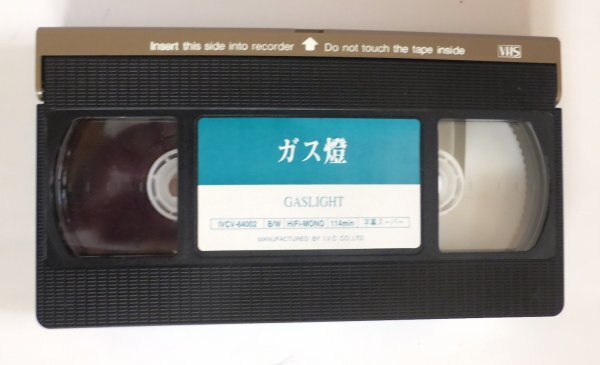 Insert this side into recorder ⬆ Do not touch the tape inside VHS
ガス燈
GASLIGHT
IVCV-64002 B/W HiFi-MONO 114min 字幕スーパー
MANUFACTURED BY I.V.C. CO.,LTD.